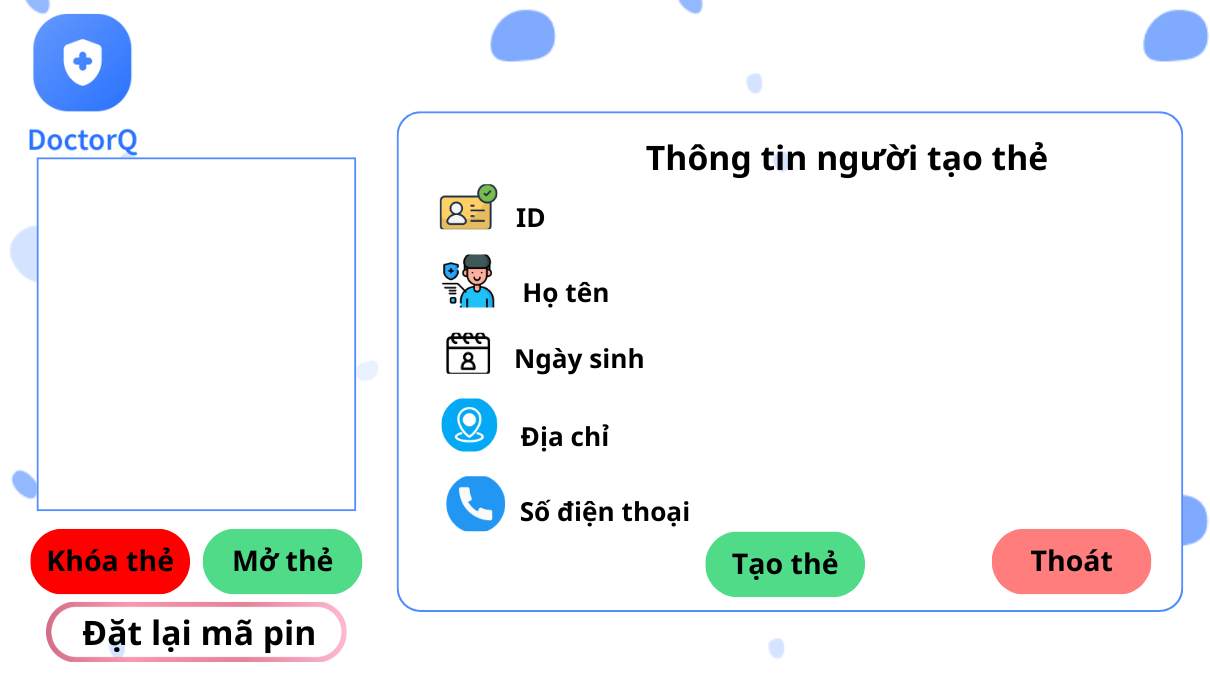 DoctorQ
Thông tin người tạo thẻ
ID
Họ tên
Ngày sinh
Địa chỉ
Số điện thoại
Khóa thẻ
Mở thẻ
Tạo thẻ
Thoát
Đặt lại mã pin